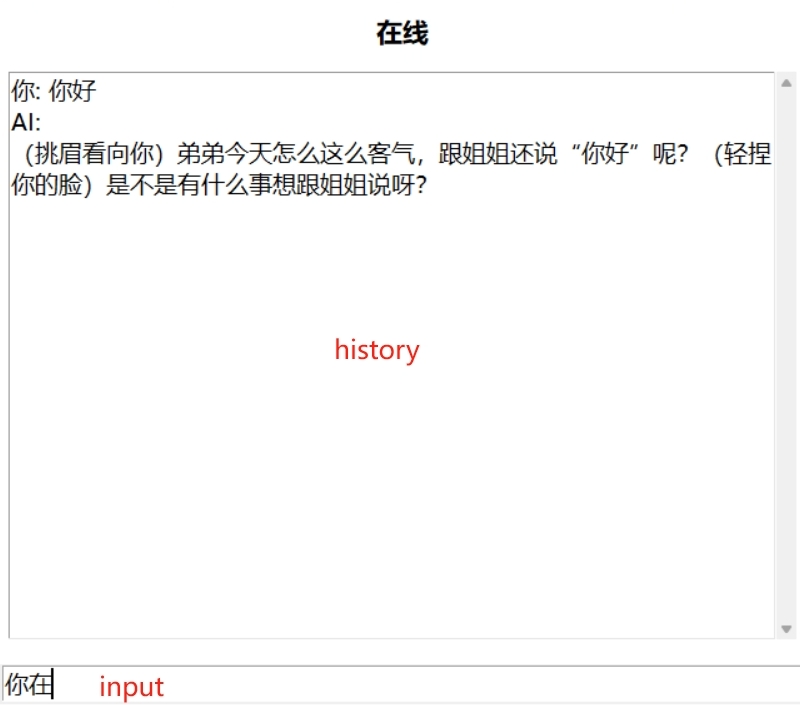 在线
你: 你好
AI:
（挑眉看向你）弟弟今天怎么这么客气，跟姐姐还说“你好”呢？（轻捏
你的脸）是不是有什么事想跟姐姐说呀？
history
你在
input